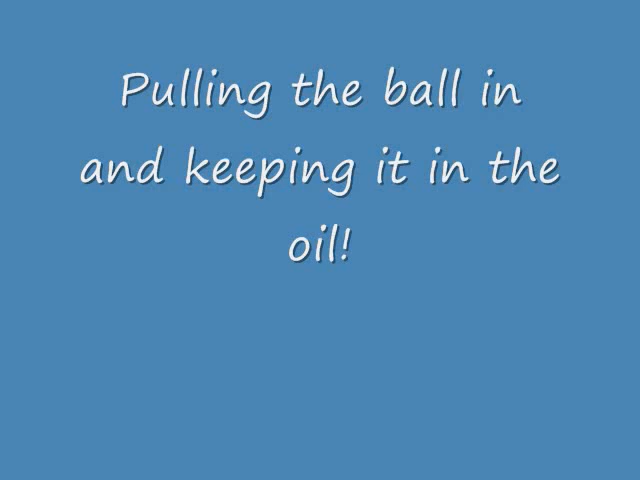 Pulling the ball in
and keeping it in the
oil!